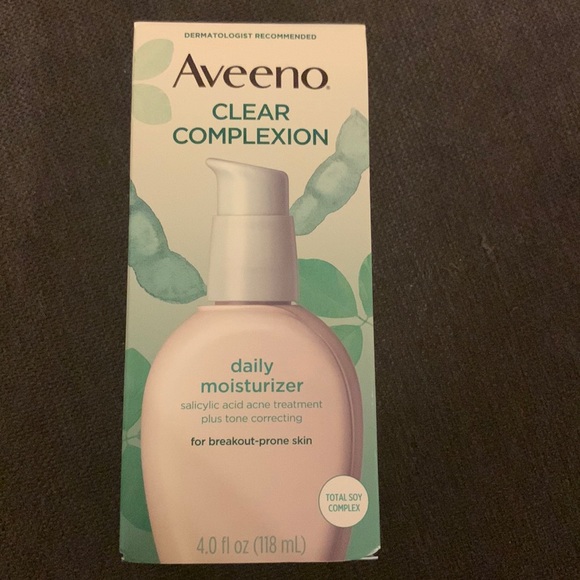 DERMATOLOGIST RECOMMENDED
Aveeno®
CLEAR
COMPLEXION
daily
moisturizer
salicylic acid acne treatment
plus tone correcting
for breakout-prone skin
TOTAL SOY
COMPLEX
4.0 fl oz (118 mL)